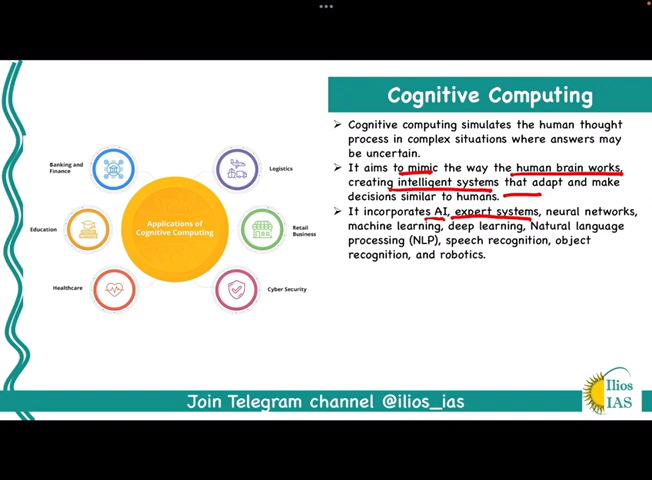 Cognitive Computing
➢ Cognitive computing simulates the human thought
process in complex situations where answers may
be uncertain.
➢ It aims to mimic the way the human brain works,
creating intelligent systems that adapt and make
decisions similar to humans.
➢ It incorporates AI, expert systems, neural networks,
machine learning, deep learning, Natural language
processing (NLP), speech recognition, object
recognition, and robotics.
Applications of
Cognitive Computing
Banking and
Finance
Logistics
Education
Retail
Business
Healthcare
Cyber Security
Join Telegram channel @ilios_ias
Ilios
IAS